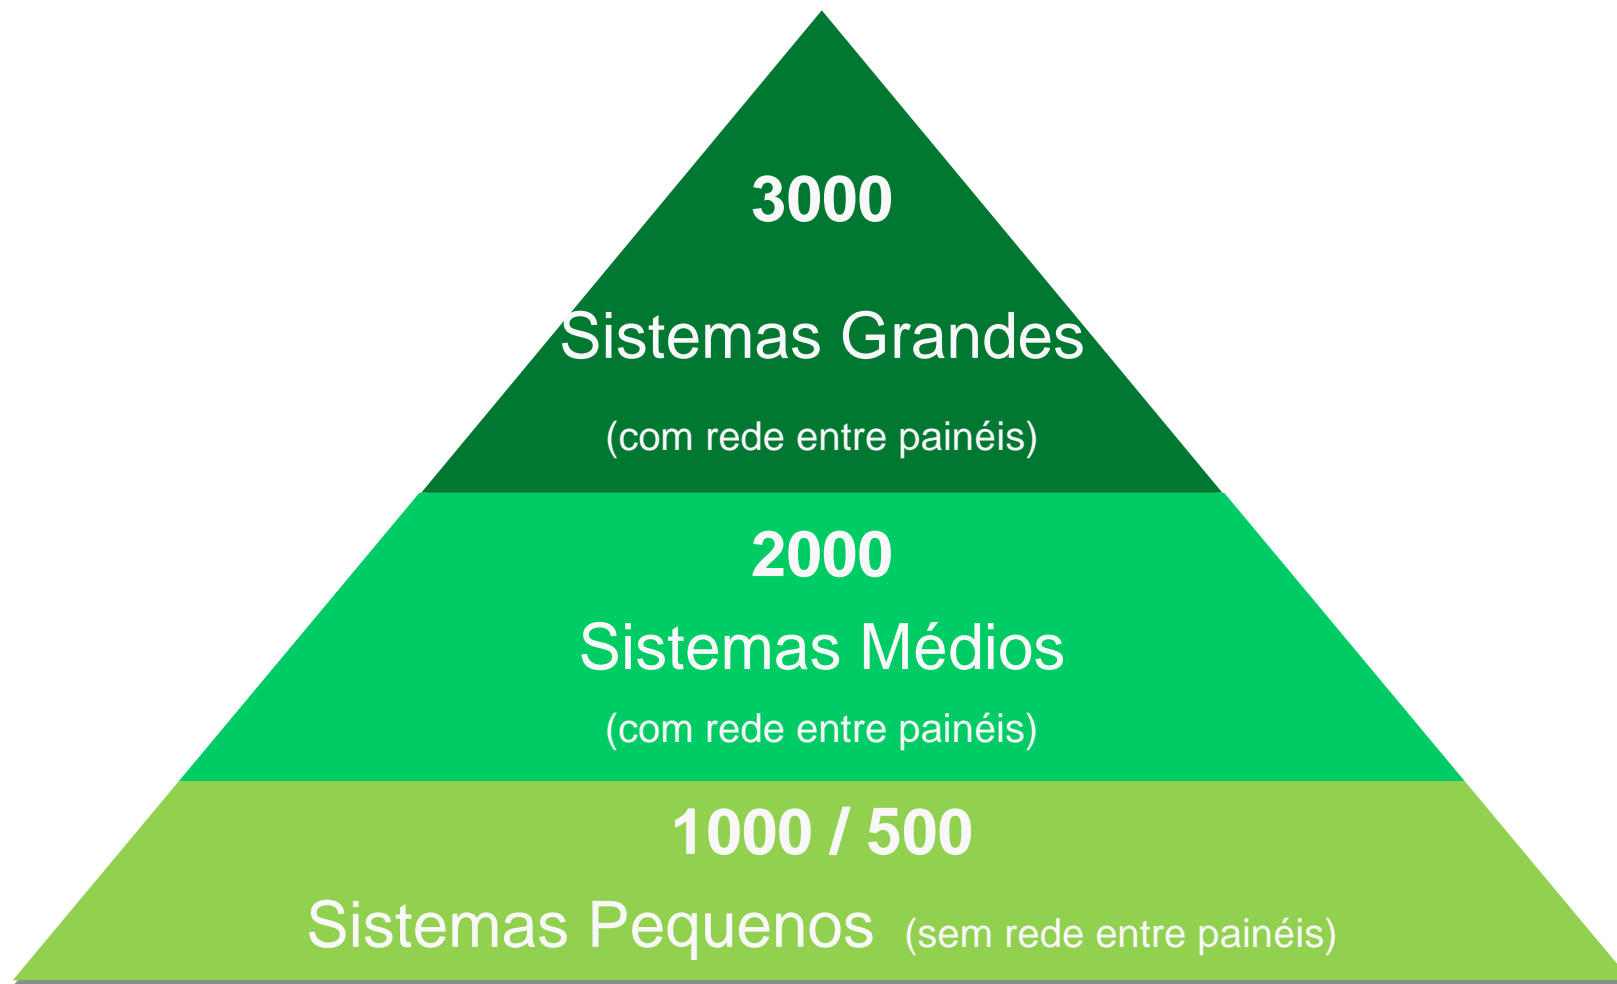 3000
Sistemas Grandes
(com rede entre painéis)
2000
Sistemas Médios
(com rede entre painéis)
1000 / 500
Sistemas Pequenos (sem rede entre painéis)